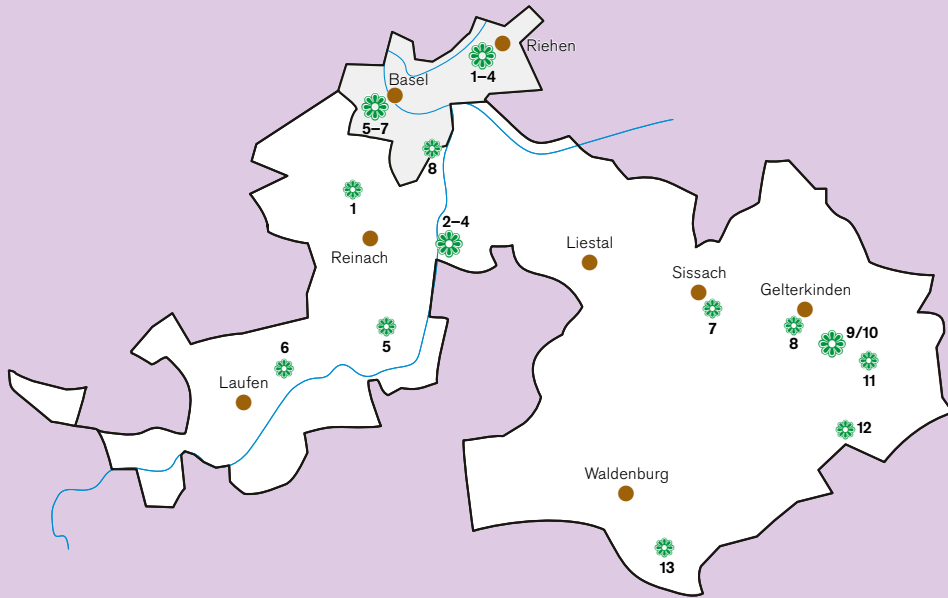 Riehen
1–4
Basel
5–7
8
1
2–4
Reinach
Liestal
Sissach
7
Gelterkinden
8
9/10
11
5
6
Laufen
12
Waldenburg
13